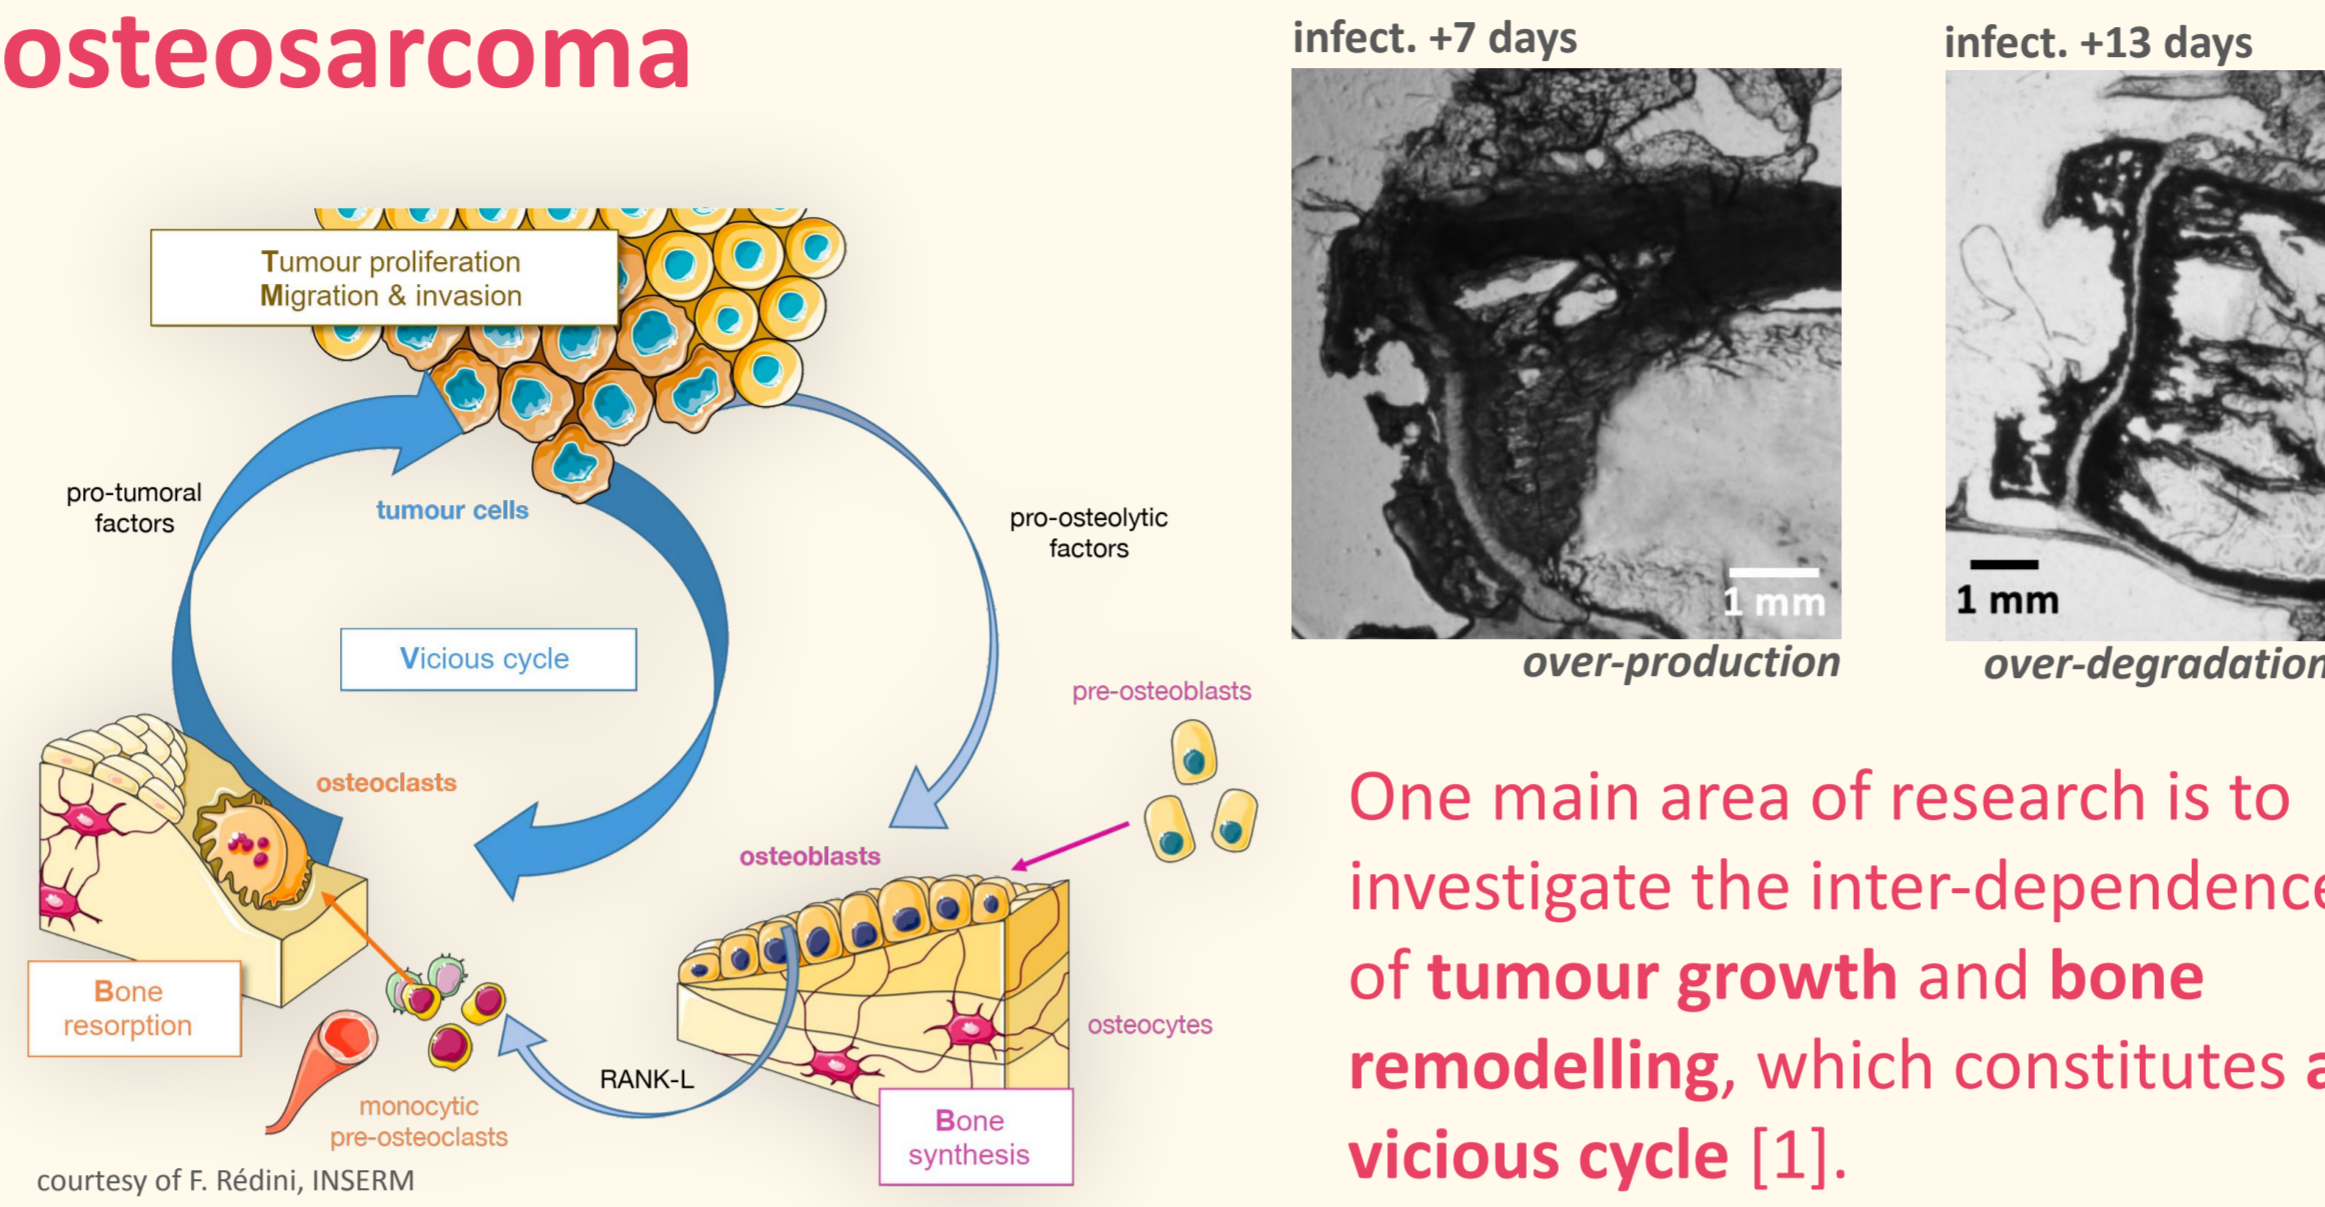 osteosarcoma
Tumour proliferation
Migration & invasion
pro-tumoral
factors
tumour cells
pro-osteolytic
factors
Vicious cycle
pre-osteoblasts
osteoclasts
osteoblasts
Bone
resorption
osteocytes
RANK-L
monocytic
pre-osteoclasts
Bone
synthesis
courtesy of F. Rédini, INSERM
infect. +7 days
1 mm
over-production
infect. +13 days
1 mm
over-degradation
One main area of research is to
investigate the inter-dependence
of tumour growth and bone
remodelling, which constitutes a
vicious cycle [1].